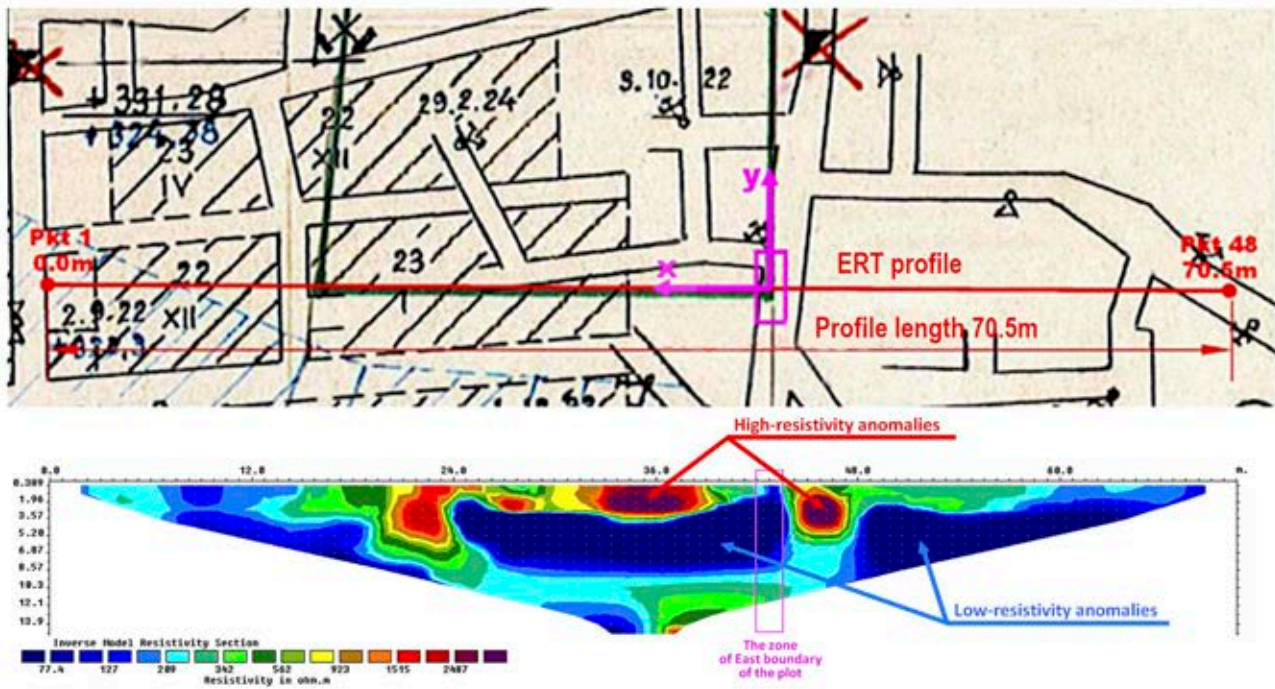 + 331.28
+ 324.38
23
IV
22
XII
29.2.24
9.10. 22
y
Pkt 1
0.0m
22
XII
2.9.22
23
x
ERT profile
Profile length 70.5m
Pkt 48
70.5m
High-resistivity anomalies
0.0 12.0 24.0 36.0 48.0 60.0 m.
0.389
1.96
3.57
5.20
6.87
8.57
10.3
12.1
13.9
Low-resistivity anomalies
Inverse Model Resistivity Section
77.4 127 209 342 562 923 1515 2487
Resistivity in ohm.m
The zone
of East boundary
of the plot